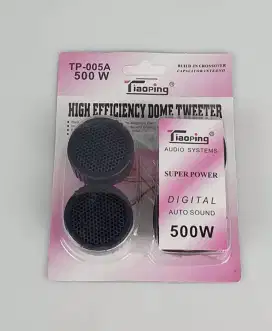 TP-005A
500 W
Tiaoping
BUILD IN CROSSOVER
CAPACITOR INTEREND
HIGH EFFICIENCY DOME TWEETER
Tiaoping
AUDIO SYSTEMS
SUPER POWER
DIGITAL
AUTO SOUND
500W